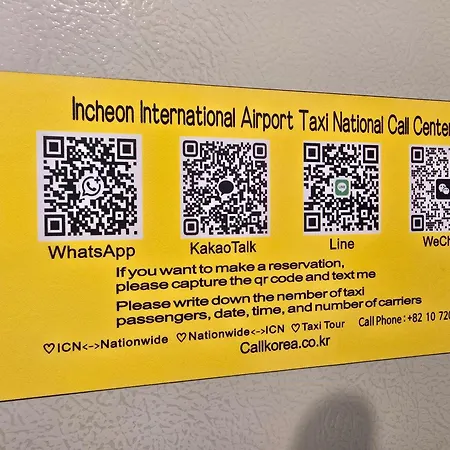 Incheon International Airport Taxi National Call Center
WhatsApp
KakaoTalk
Line
WeCh
If you want to make a reservation,
please capture the qr code and text me
Please write down the nember of taxi
passengers, date, time, and number of carriers
♡ICN<->Nationwide ♡Nationwide<->ICN ♡Taxi Tour
Call Phone : +82 10 720
Callkorea.co.kr